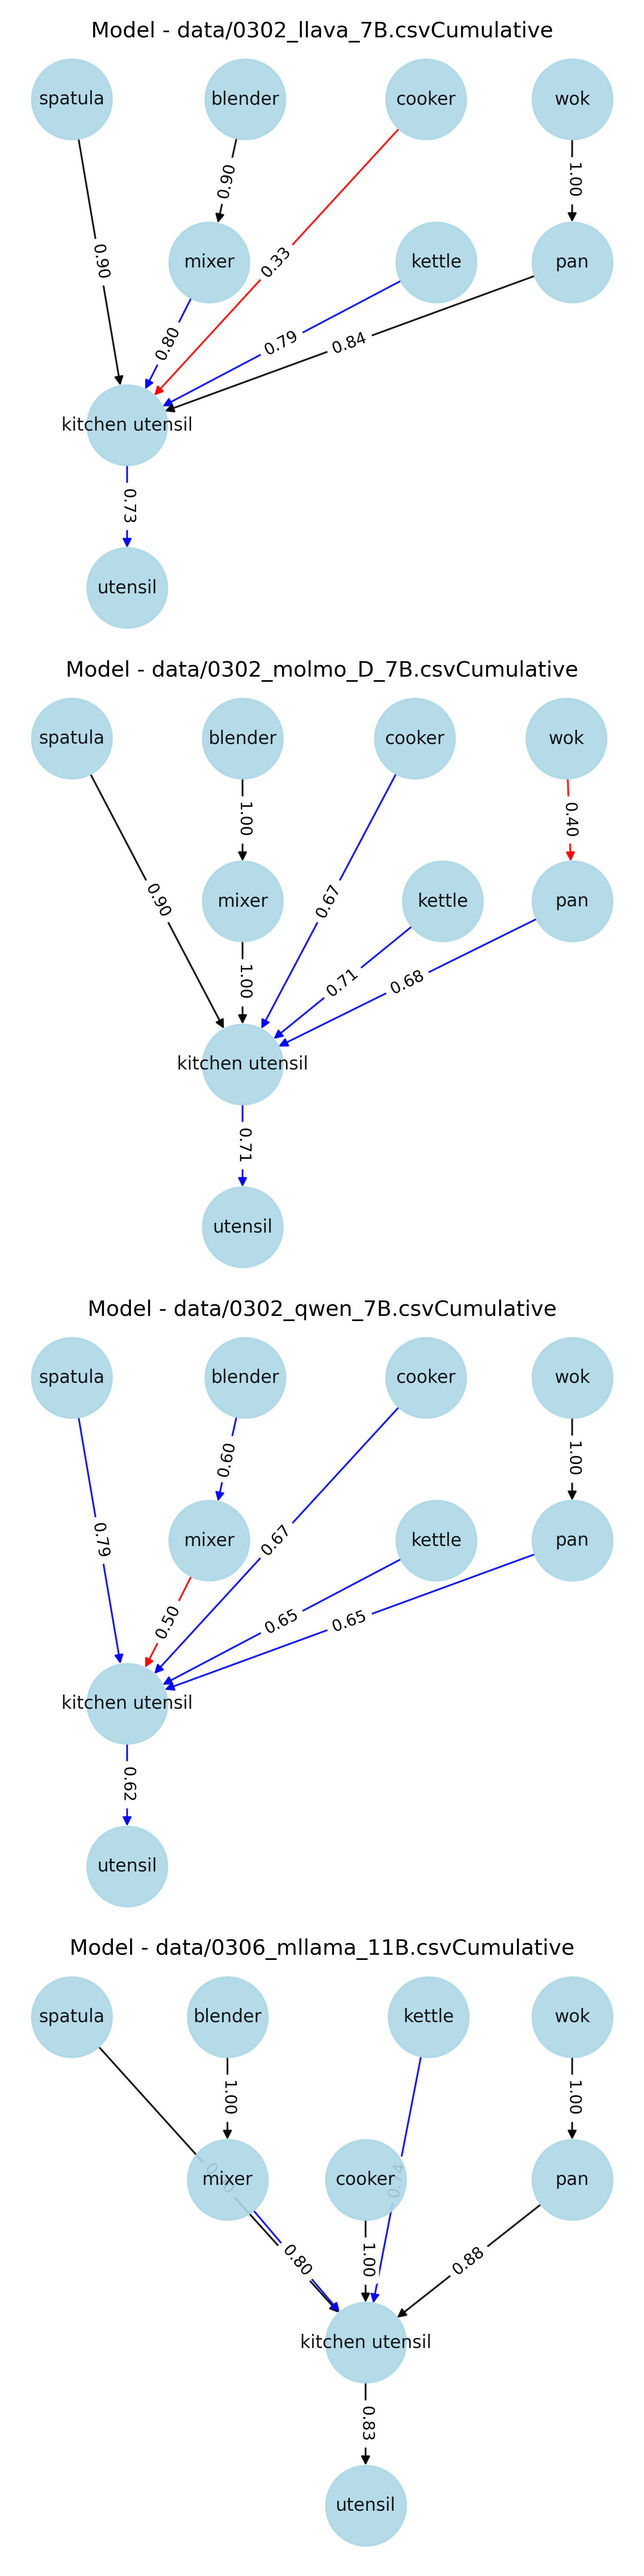 Model - data/0302_llava_7B.csvCumulative
spatula
blender
cooker
wok
0.90
1.00
mixer
kettle
pan
0.90
0.33
0.80
0.79
0.84
kitchen utensil
0.73
utensil
Model - data/0302_molmo_D_7B.csvCumulative
spatula
blender
cooker
wok
1.00
0.40
mixer
kettle
pan
0.90
0.67
1.00
0.71
0.68
kitchen utensil
0.71
utensil
Model - data/0302_qwen_7B.csvCumulative
spatula
blender
cooker
wok
0.60
1.00
mixer
kettle
pan
0.79
0.67
0.50
0.65
0.65
kitchen utensil
0.62
utensil
Model - data/0306_mllama_11B.csvCumulative
spatula
blender
kettle
wok
1.00
1.00
mixer
cooker
0.74
pan
0.80
1.00
0.88
kitchen utensil
0.83
utensil